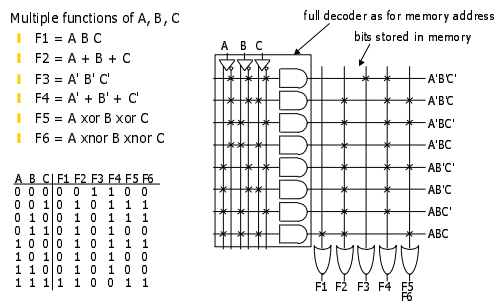 Multiple functions of A, B, C
F1 = A B C
F2 = A + B + C
F3 = A' B' C'
F4 = A' + B' + C'
F5 = A xor B xor C
F6 = A xnor B xnor C
A B C F1 F2 F3 F4 F5 F6
0 0 0 0 0 1 1 0 0
0 0 1 0 1 0 1 1 1
0 1 0 0 1 0 1 1 1
0 1 1 0 1 0 1 0 0
1 0 0 0 1 0 1 1 1
1 0 1 0 1 0 1 0 0
1 1 0 0 1 0 1 0 0
1 1 1 1 1 0 0 1 1
full decoder as for memory address
bits stored in memory
A B C
A'B'C'
A'B'C
A'BC'
A'BC
AB'C'
AB'C
ABC'
ABC
F1 F2 F3 F4 F5
F6